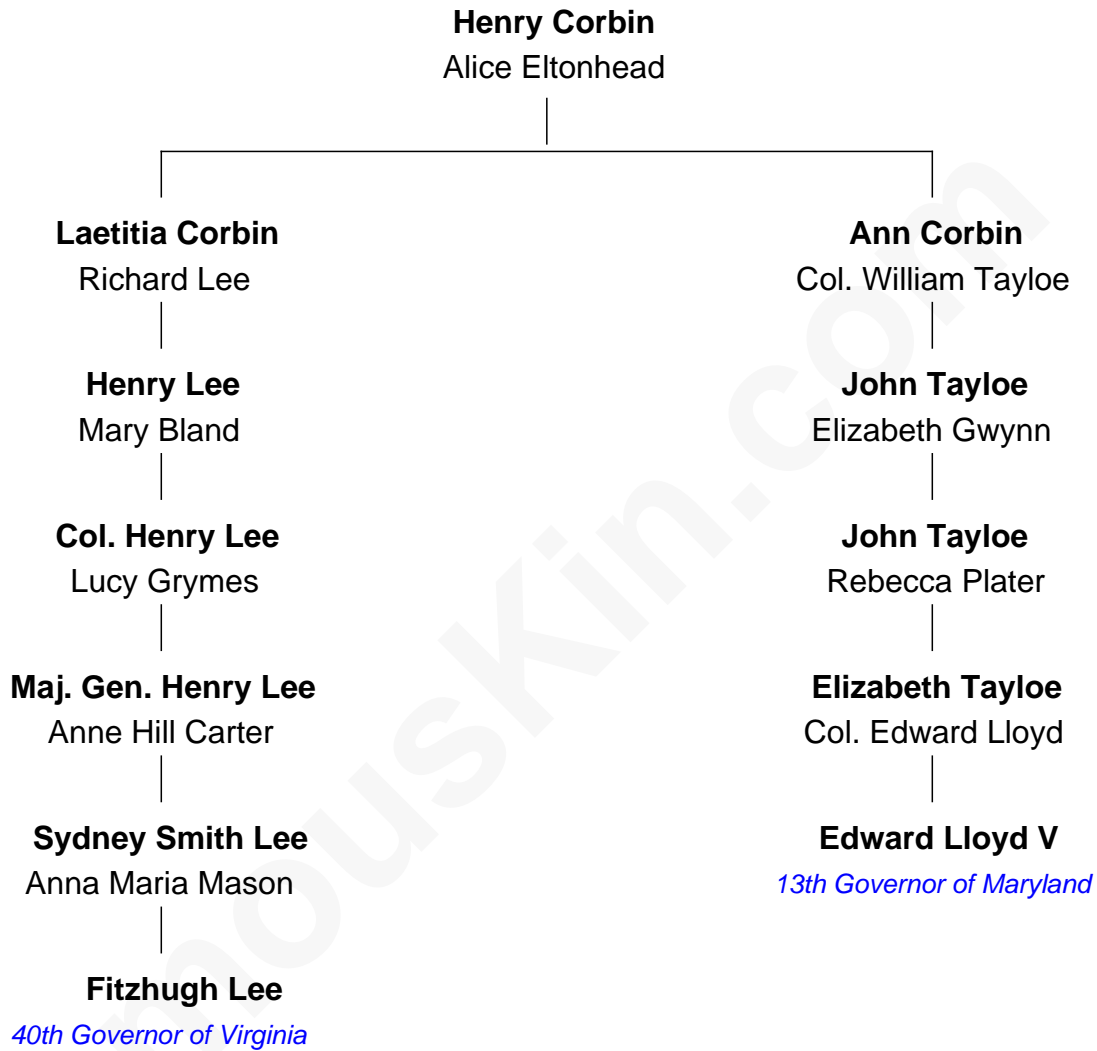 Henry Corbin
Alice Eltonhead
Laetitia Corbin
Richard Lee
Ann Corbin
Col. William Tayloe
Henry Lee
Mary Bland
John Tayloe
Elizabeth Gwynn
Col. Henry Lee
Lucy Grymes
John Tayloe
Rebecca Plater
Maj. Gen. Henry Lee
Anne Hill Carter
Elizabeth Tayloe
Col. Edward Lloyd
Sydney Smith Lee
Anna Maria Mason
Edward Lloyd V
13th Governor of Maryland
Fitzhugh Lee
40th Governor of Virginia
mousKin.com